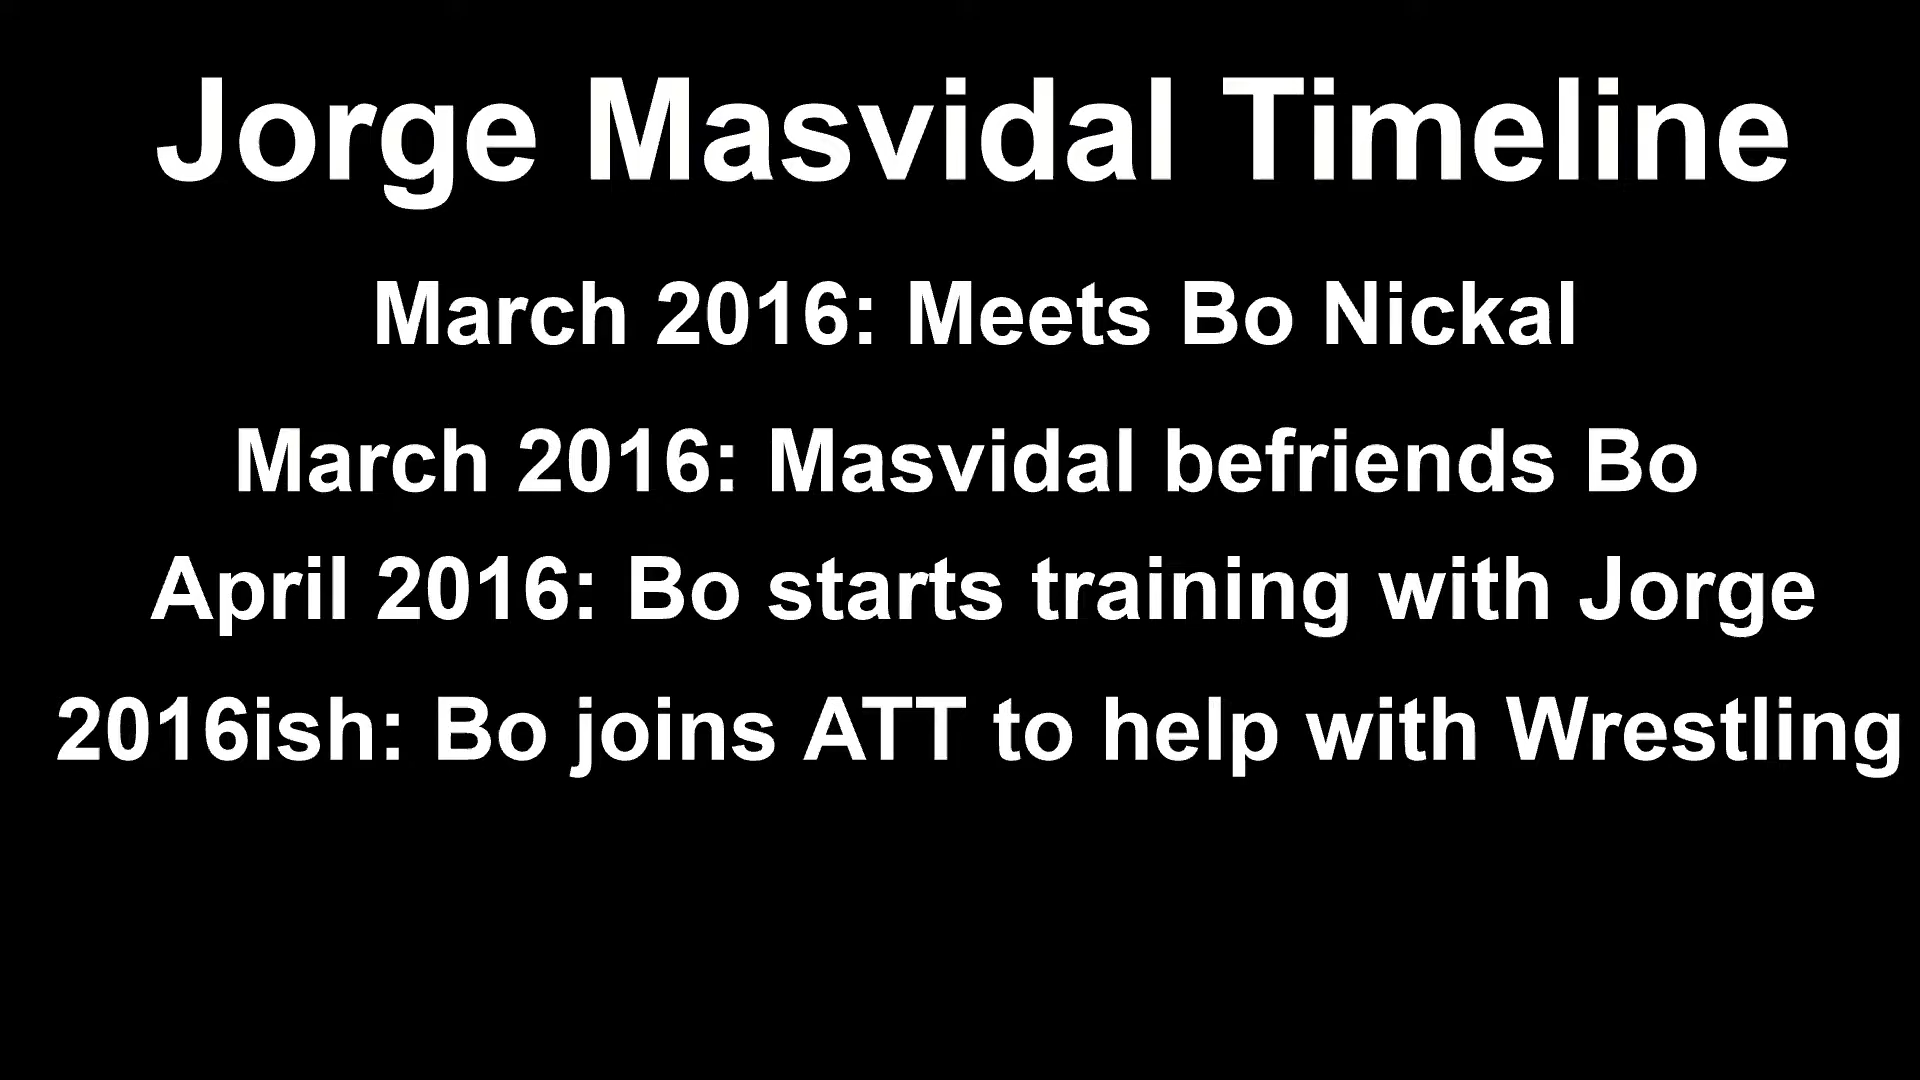 Jorge Masvidal Timeline
March 2016: Meets Bo Nickal
March 2016: Masvidal befriends Bo
April 2016: Bo starts training with Jorge
2016ish: Bo joins ATT to help with Wrestling